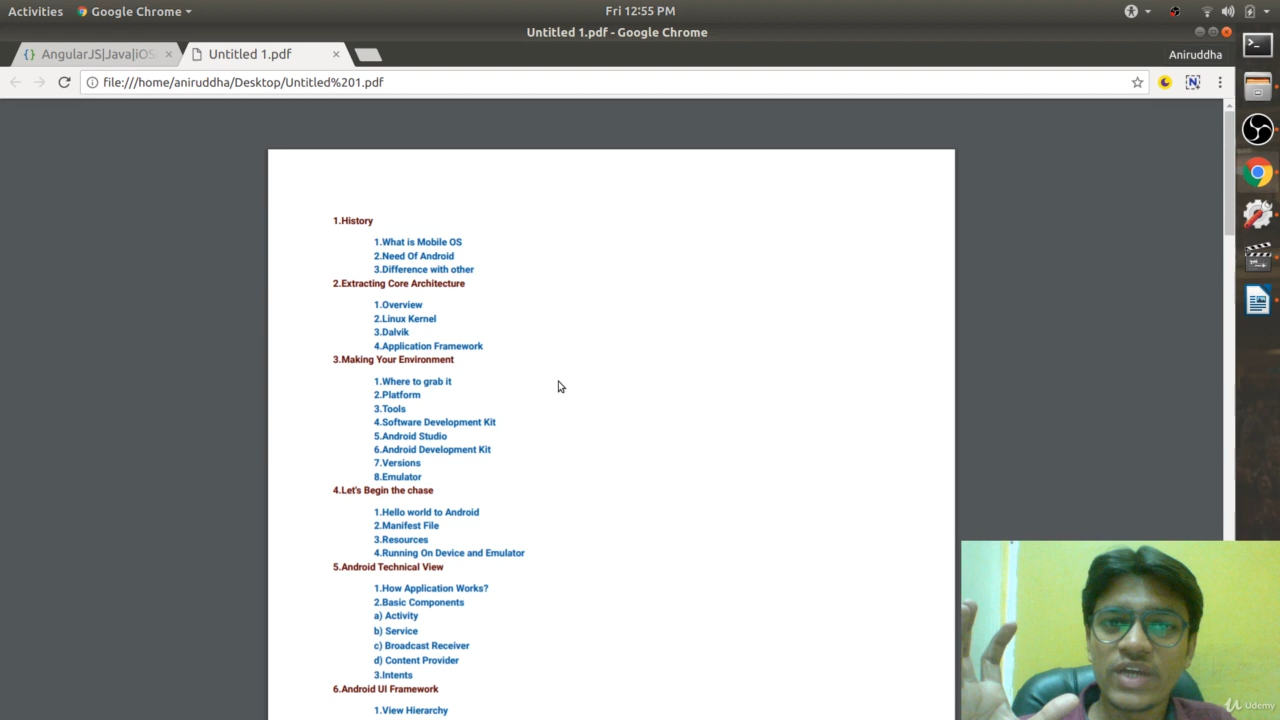 Activities Google Chrome Fri 12:55 PM
Untitled 1.pdf - Google Chrome
AngularJS|Java|iOS Untitled 1.pdf Aniruddha
file:///home/aniruddha/Desktop/Untitled%201.pdf
1.History
1.What is Mobile OS
2.Need Of Android
3.Difference with other
2.Extracting Core Architecture
1.Overview
2.Linux Kernel
3.Dalvik
4.Application Framework
3.Making Your Environment
1.Where to grab it
2.Platform
3.Tools
4.Software Development Kit
5.Android Studio
6.Android Development Kit
7.Versions
8.Emulator
4.Let's Begin the chase
1.Hello world to Android
2.Manifest File
3.Resources
4.Running On Device and Emulator
5.Android Technical View
1.How Application Works?
2.Basic Components
a) Activity
b) Service
c) Broadcast Receiver
d) Content Provider
3.Intents
6.Android UI Framework
1.View Hierarchy
Udemy